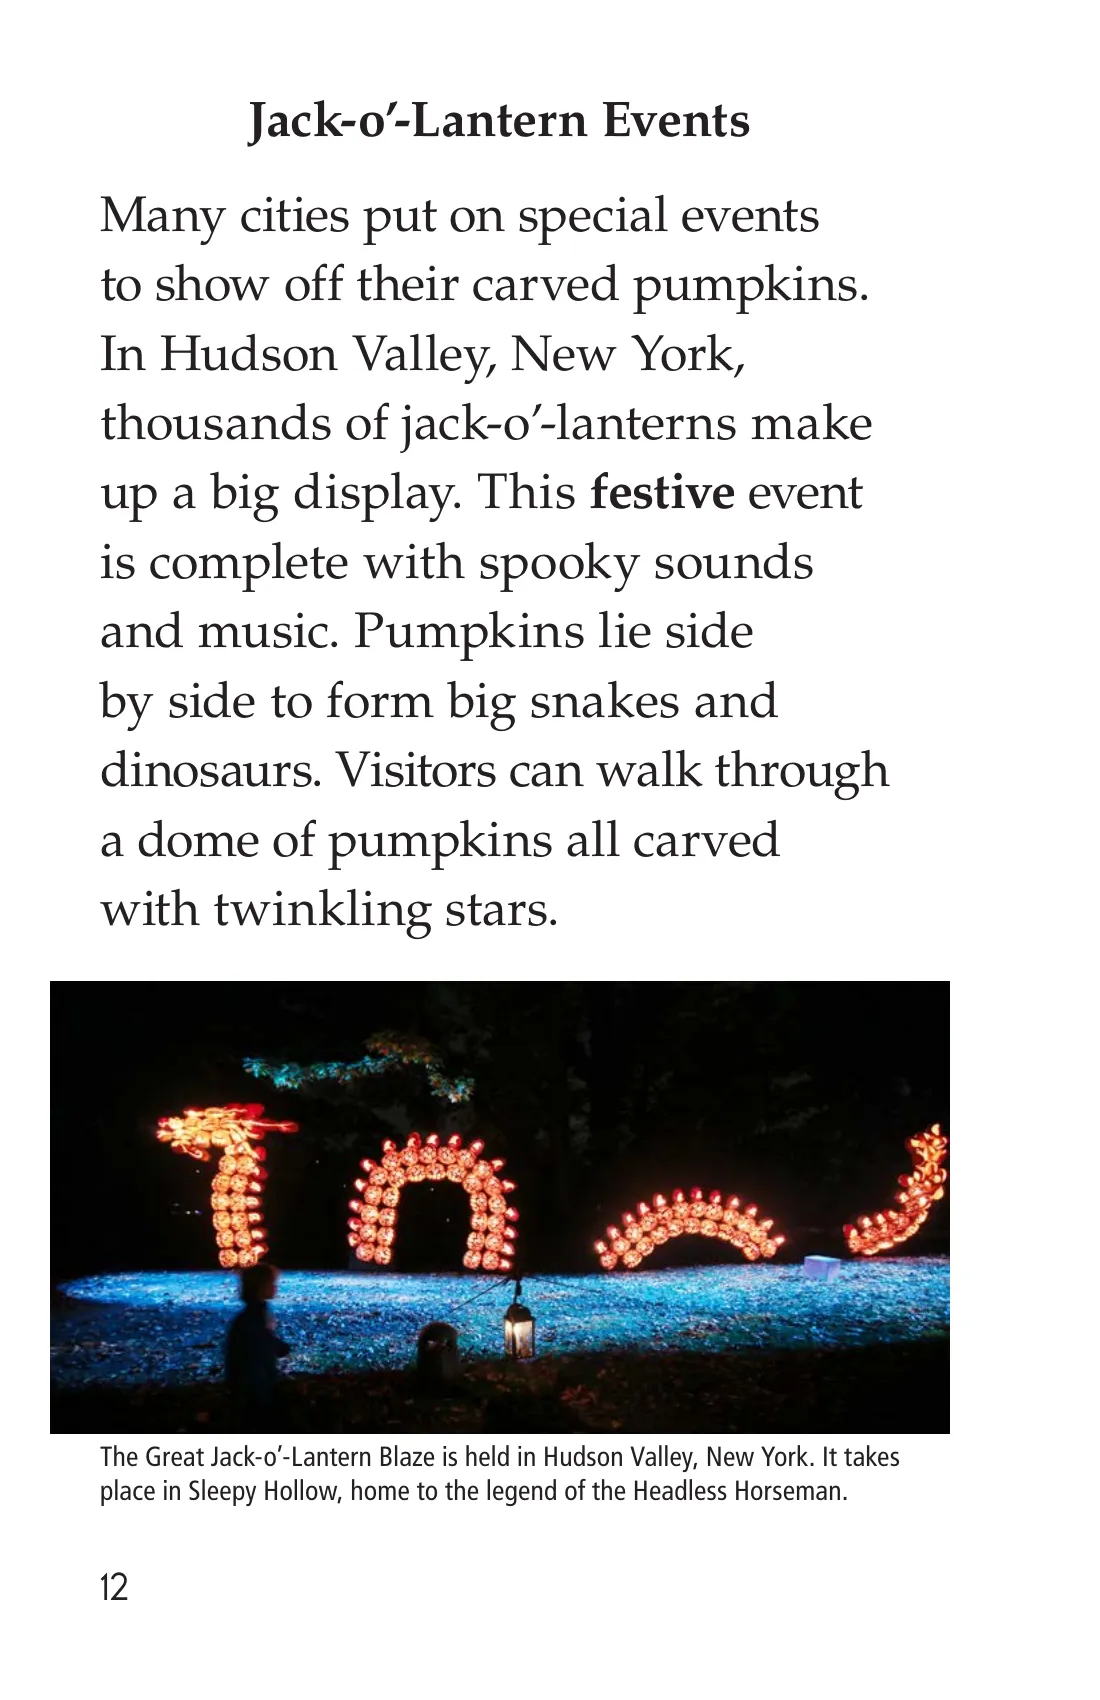 Jack-o’-Lantern Events
Many cities put on special events
to show off their carved pumpkins.
In Hudson Valley, New York,
thousands of jack-o’-lanterns make
up a big display. This festive event
is complete with spooky sounds
and music. Pumpkins lie side
by side to form big snakes and
dinosaurs. Visitors can walk through
a dome of pumpkins all carved
with twinkling stars.
The Great Jack-o’-Lantern Blaze is held in Hudson Valley, New York. It takes
place in Sleepy Hollow, home to the legend of the Headless Horseman.
12